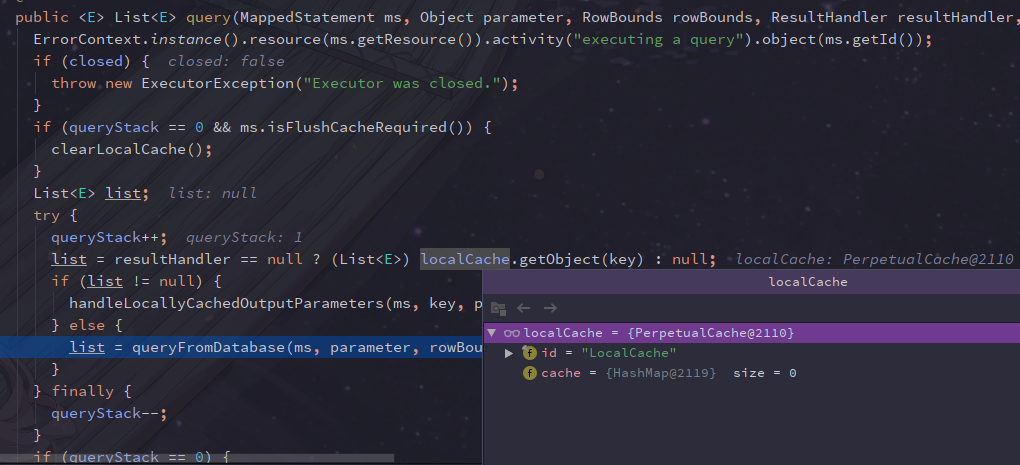 public <E> List<E> query(MappedStatement ms, Object parameter, RowBounds rowBounds, ResultHandler resultHandler,
ErrorContext.instance().resource(ms.getResource()).activity("executing a query").object(ms.getId());
if (closed) { closed: false
throw new ExecutorException("Executor was closed.");
}
if (queryStack == 0 && ms.isFlushCacheRequired()) {
clearLocalCache();
}
List<E> list; list: null
try {
queryStack++; queryStack: 1
list = resultHandler == null ? (List<E>) localCache.getObject(key) : null; localCache: PerpetualCache@2110
if (list != null) {
handleLocallyCachedOutputParameters(ms, key, p
} else {
list = queryFromDatabase(ms, parameter, rowBou
}
} finally {
queryStack--;
}
if (queryStack == 0) {
localCache
localCache = {PerpetualCache@2110}
f id = "LocalCache"
f cache = {HashMap@2119} size = 0